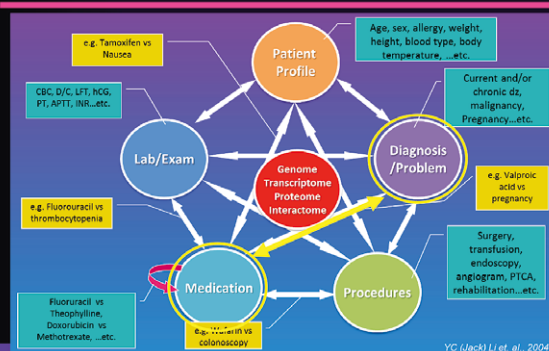 e.g. Tamoxifen vs
Nausea
Patient
Profile
Age, sex, allergy, weight,
height, blood type, body
temperature, ...etc.
CBC, D/C, LFT, hCG,
PT, APTT, INR...etc.
Current and/or
chronic dz,
malignancy,
Pregnancy...etc.
Lab/Exam
Diagnosis
/Problem
Genome
Transcriptome
Proteome
Interactome
e.g. Valproic
acid vs
pregnancy
e.g. Fluorouracil vs
thrombocytopenia
Surgery,
transfusion,
endoscopy,
angiogram, PTCA,
rehabilitation...etc.
Medication
Procedures
Fluoruracil vs
Theophylline,
Doxorubicin vs
Methotrexate, ...etc.
e.g. Wafarin vs
colonoscopy
YC (Jack) Li et. al., 2004